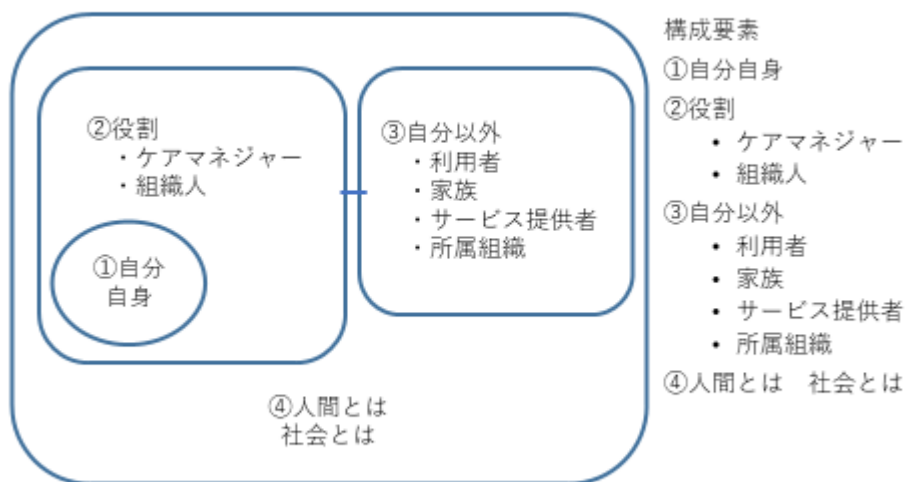 ②役割
・ケアマネジャー
・組織人
①自分
自身
③自分以外
・利用者
・家族
・サービス提供者
・所属組織
④人間とは
社会とは
構成要素
①自分自身
②役割
• ケアマネジャー
• 組織人
③自分以外
• 利用者
• 家族
• サービス提供者
• 所属組織
④人間とは　社会とは